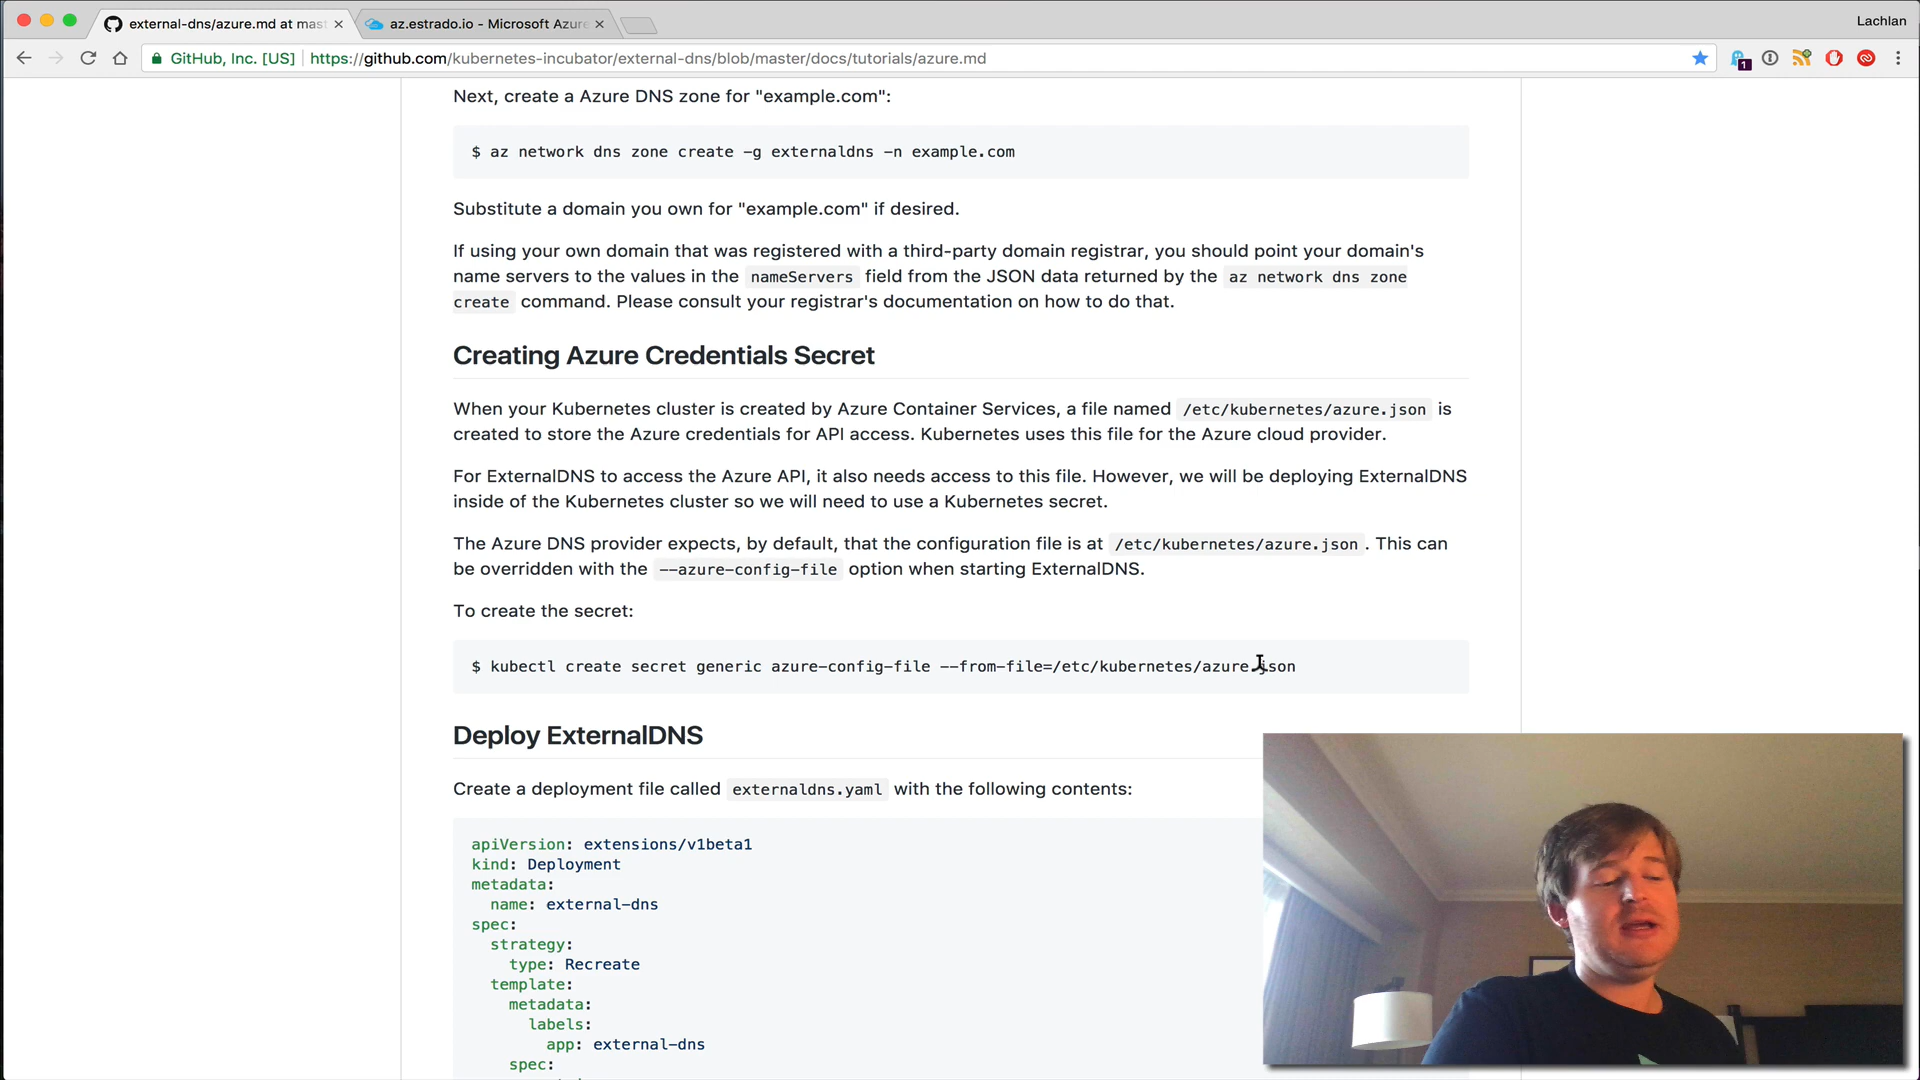 external-dns/azure.md at mas
az.estrado.io - Microsoft Azure
Lachlan
GitHub, Inc. [US]
https://github.com/kubernetes-incubator/external-dns/blob/master/docs/tutorials/azure.md
1
Next, create a Azure DNS zone for "example.com":
$ az network dns zone create -g externaldns -n example.com
Substitute a domain you own for "example.com" if desired.
If using your own domain that was registered with a third-party domain registrar, you should point your domain's
name servers to the values in the nameServers field from the JSON data returned by the az network dns zone
create command. Please consult your registrar's documentation on how to do that.
Creating Azure Credentials Secret
When your Kubernetes cluster is created by Azure Container Services, a file named /etc/kubernetes/azure.json is
created to store the Azure credentials for API access. Kubernetes uses this file for the Azure cloud provider.
For ExternalDNS to access the Azure API, it also needs access to this file. However, we will be deploying ExternalDNS
inside of the Kubernetes cluster so we will need to use a Kubernetes secret.
The Azure DNS provider expects, by default, that the configuration file is at /etc/kubernetes/azure.json . This can
be overridden with the --azure-config-file option when starting ExternalDNS.
To create the secret:
$ kubectl create secret generic azure-config-file --from-file=/etc/kubernetes/azure.json
Deploy ExternalDNS
Create a deployment file called externaldns.yaml with the following contents:
apiVersion: extensions/v1beta1
kind: Deployment
metadata:
name: external-dns
spec:
strategy:
type: Recreate
template:
metadata:
labels:
app: external-dns
spec: